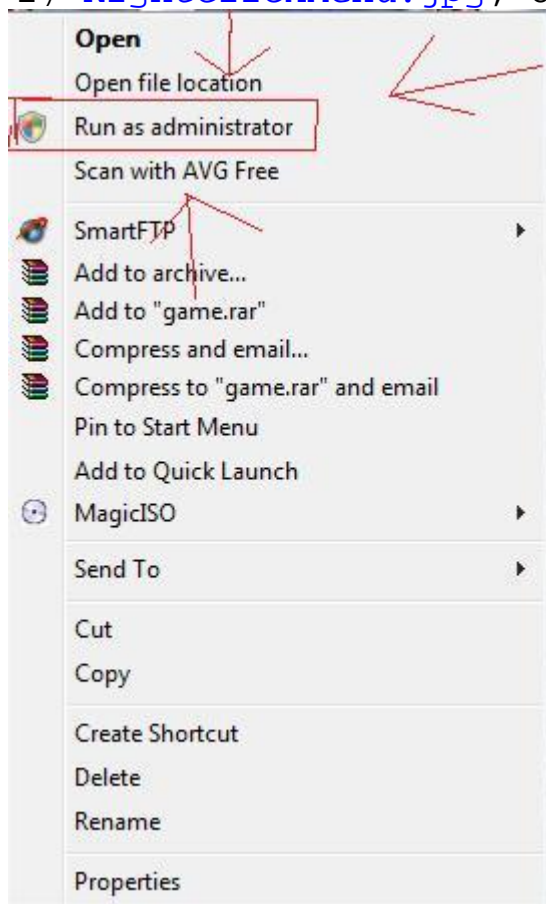 Open
Open file location
Run as administrator
Scan with AVG Free
SmartFTP
Add to archive...
Add to "game.rar"
Compress and email...
Compress to "game.rar" and email
Pin to Start Menu
Add to Quick Launch
MagicISO
Send To
Cut
Copy
Create Shortcut
Delete
Rename
Properties